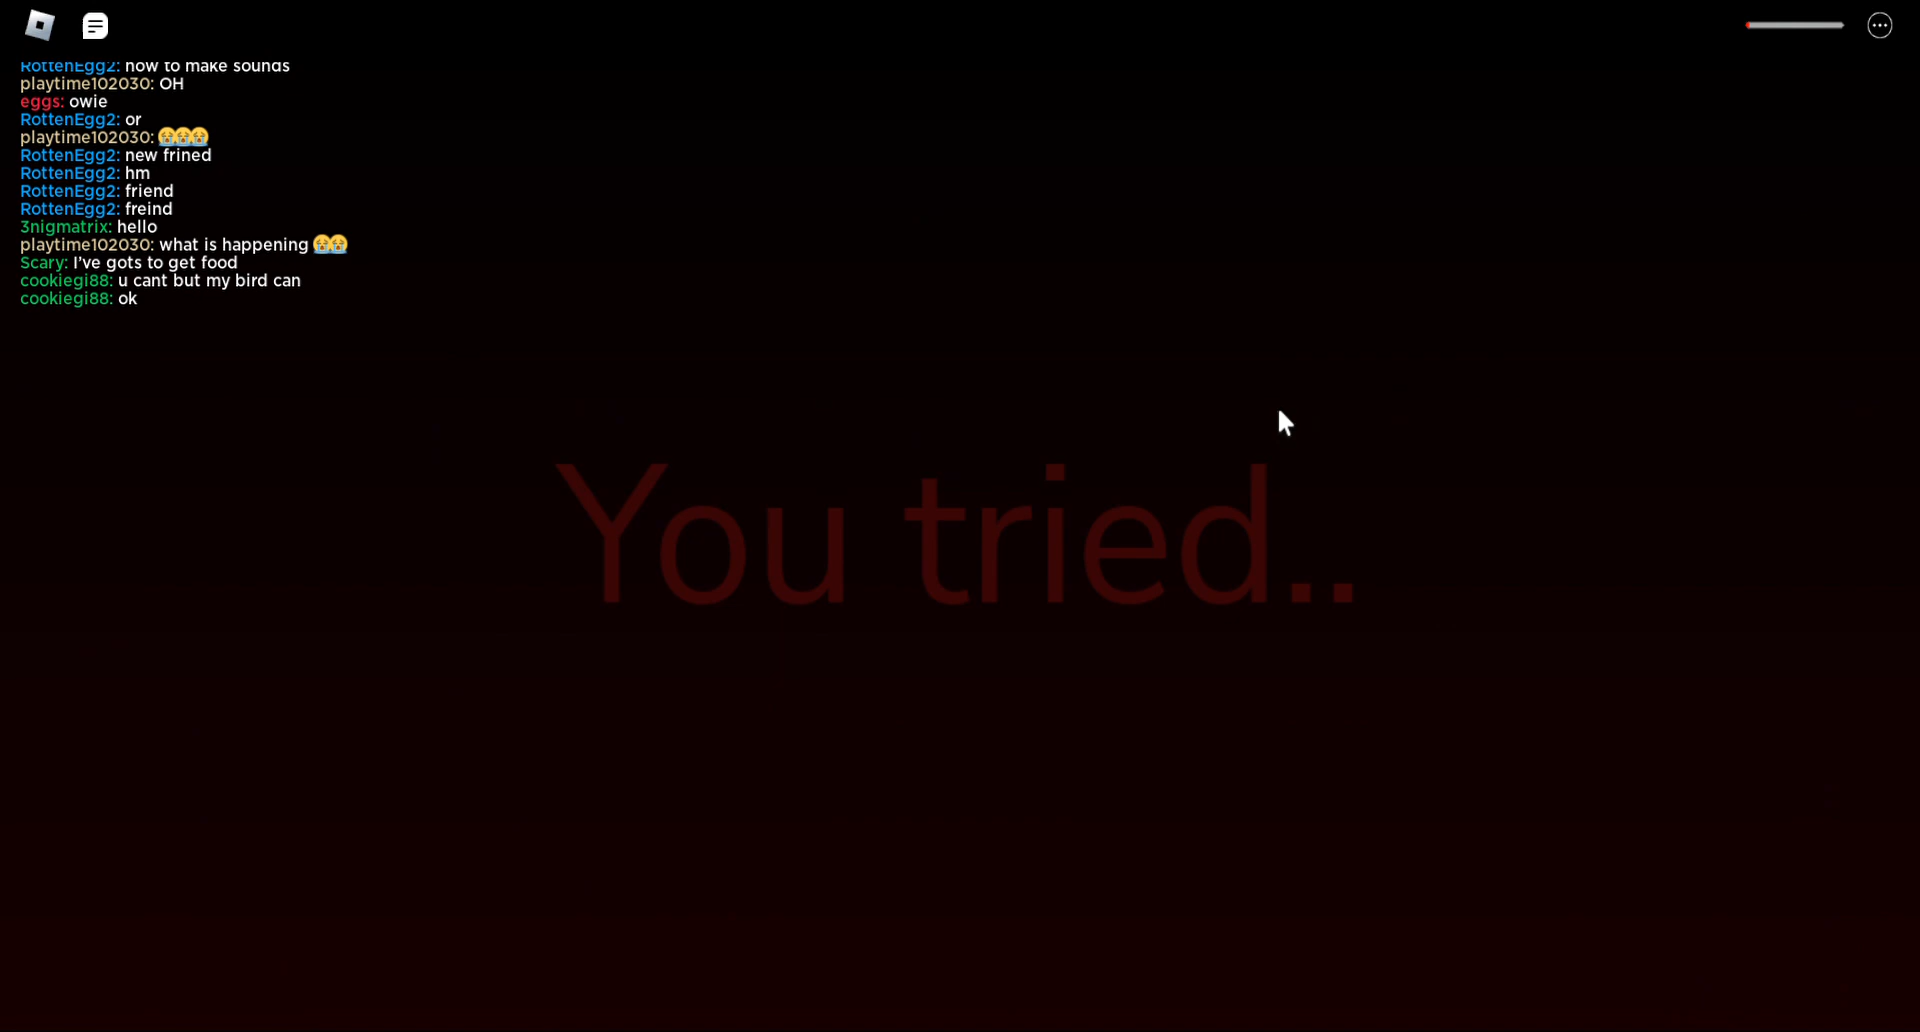 RottenEgg2: how to make sounds
playtime102030: OH
eggs: owie
RottenEgg2: or
playtime102030: 😭😭😭
RottenEgg2: new frined
RottenEgg2: hm
RottenEgg2: friend
RottenEgg2: freind
3nigmatrix: hello
playtime102030: what is happening 😭😭
Scary: I've gots to get food
cookiegi88: u cant but my bird can
cookiegi88: ok
You tried..